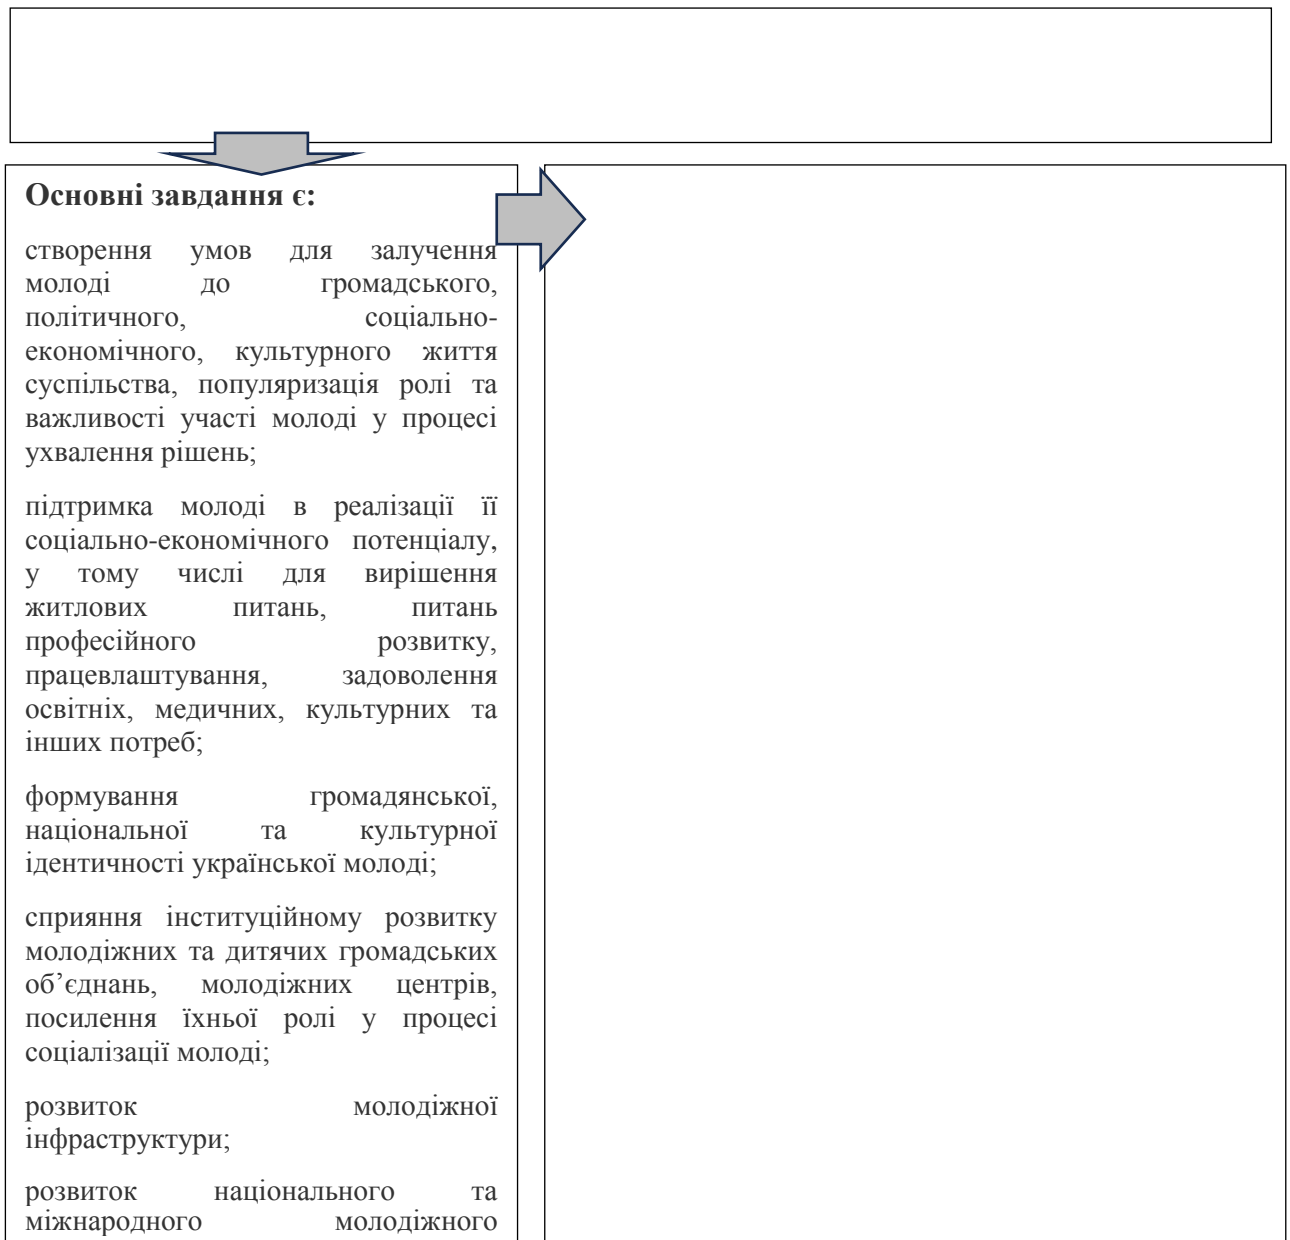 Основні завдання є:
створення умов для залучення
молоді до громадського,
політичного, соціально-
економічного, культурного життя
суспільства, популяризація ролі та
важливості участі молоді у процесі
ухвалення рішень;
підтримка молоді в реалізації її
соціально-економічного потенціалу,
у тому числі для вирішення
житлових питань, питань
професійного розвитку,
працевлаштування, задоволення
освітніх, медичних, культурних та
інших потреб;
формування громадянської,
національної та культурної
ідентичності української молоді;
сприяння інституційному розвитку
молодіжних та дитячих громадських
об’єднань, молодіжних центрів,
посилення їхньої ролі у процесі
соціалізації молоді;
розвиток молодіжної
інфраструктури;
розвиток національного та
міжнародного молодіжного